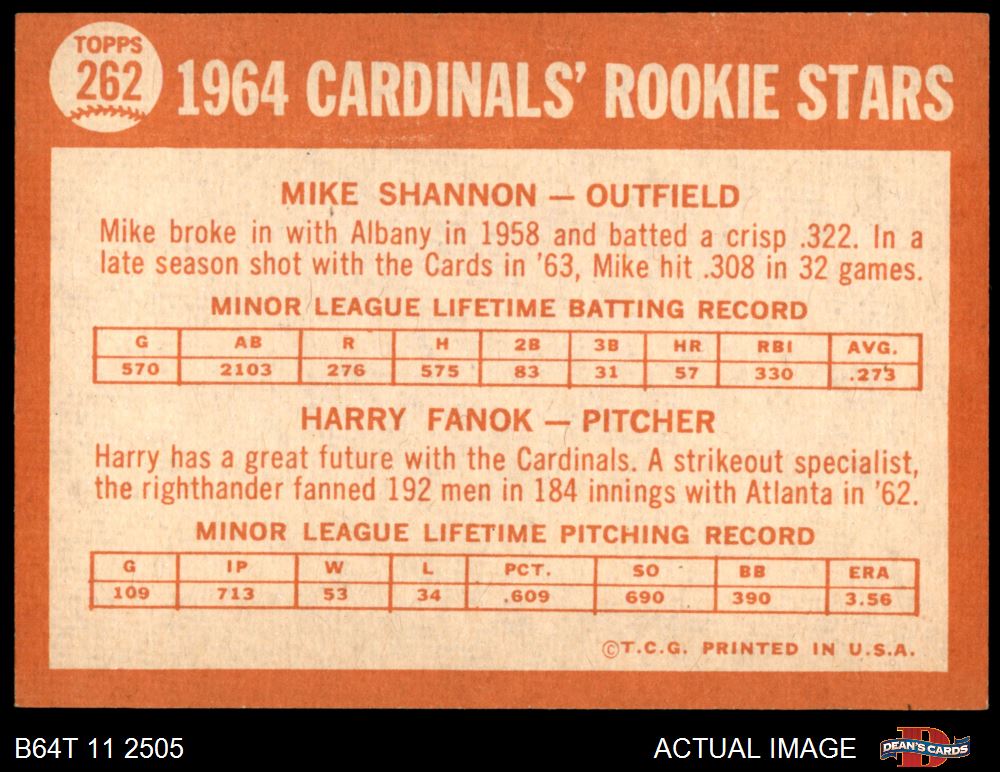 TOPPS
262
1964 CARDINALS' ROOKIE STARS
MIKE SHANNON — OUTFIELD
Mike broke in with Albany in 1958 and batted a crisp .322. In a
late season shot with the Cards in '63, Mike hit .308 in 32 games.
MINOR LEAGUE LIFETIME BATTING RECORD
G AB R H 2B 3B HR RBI AVG.
570 2103 276 575 83 31 57 330 .273
HARRY FANOK — PITCHER
Harry has a great future with the Cardinals. A strikeout specialist,
the righthander fanned 192 men in 184 innings with Atlanta in '62.
MINOR LEAGUE LIFETIME PITCHING RECORD
G IP W L PCT. SO BB ERA
109 713 53 34 .609 690 390 3.56
©T.C.G. PRINTED IN U.S.A.
B64T 11 2505
ACTUAL IMAGE
DEAN'S CARDS